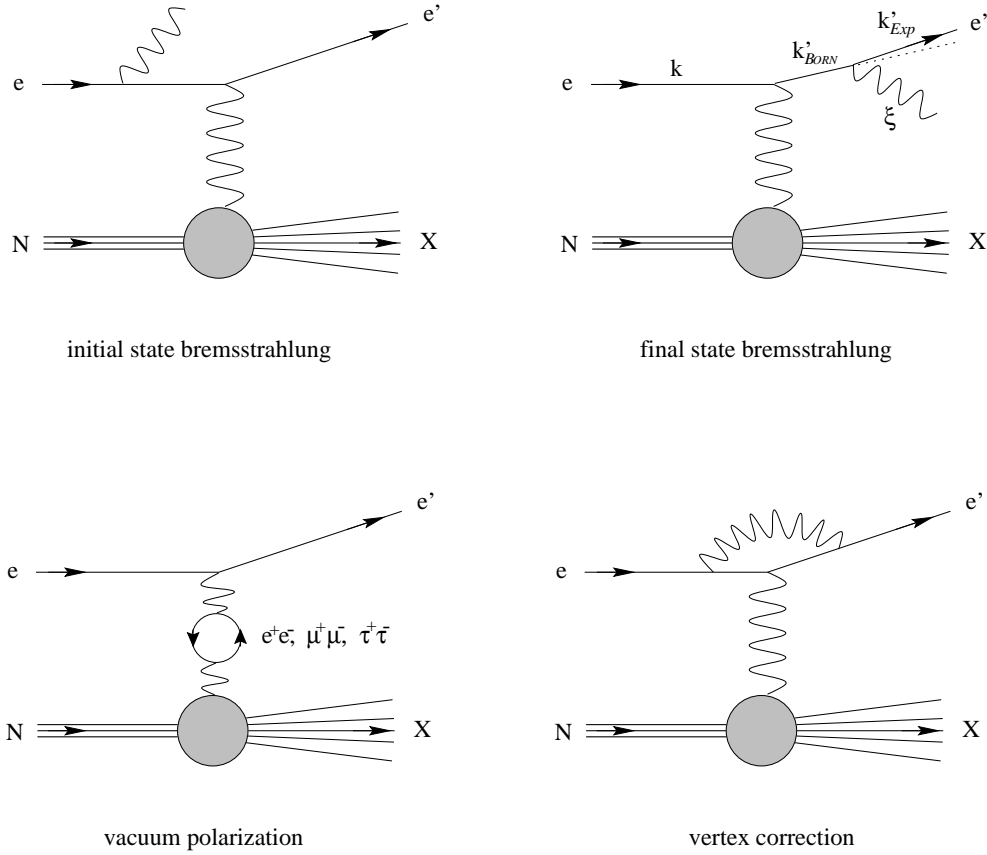 e e'
N X
initial state bremsstrahlung
e k k'BORN k'Exp e'
ξ
N X
final state bremsstrahlung
e e'
e⁺e⁻, μ⁺μ⁻, τ⁺τ⁻
N X
vacuum polarization
e e'
N X
vertex correction